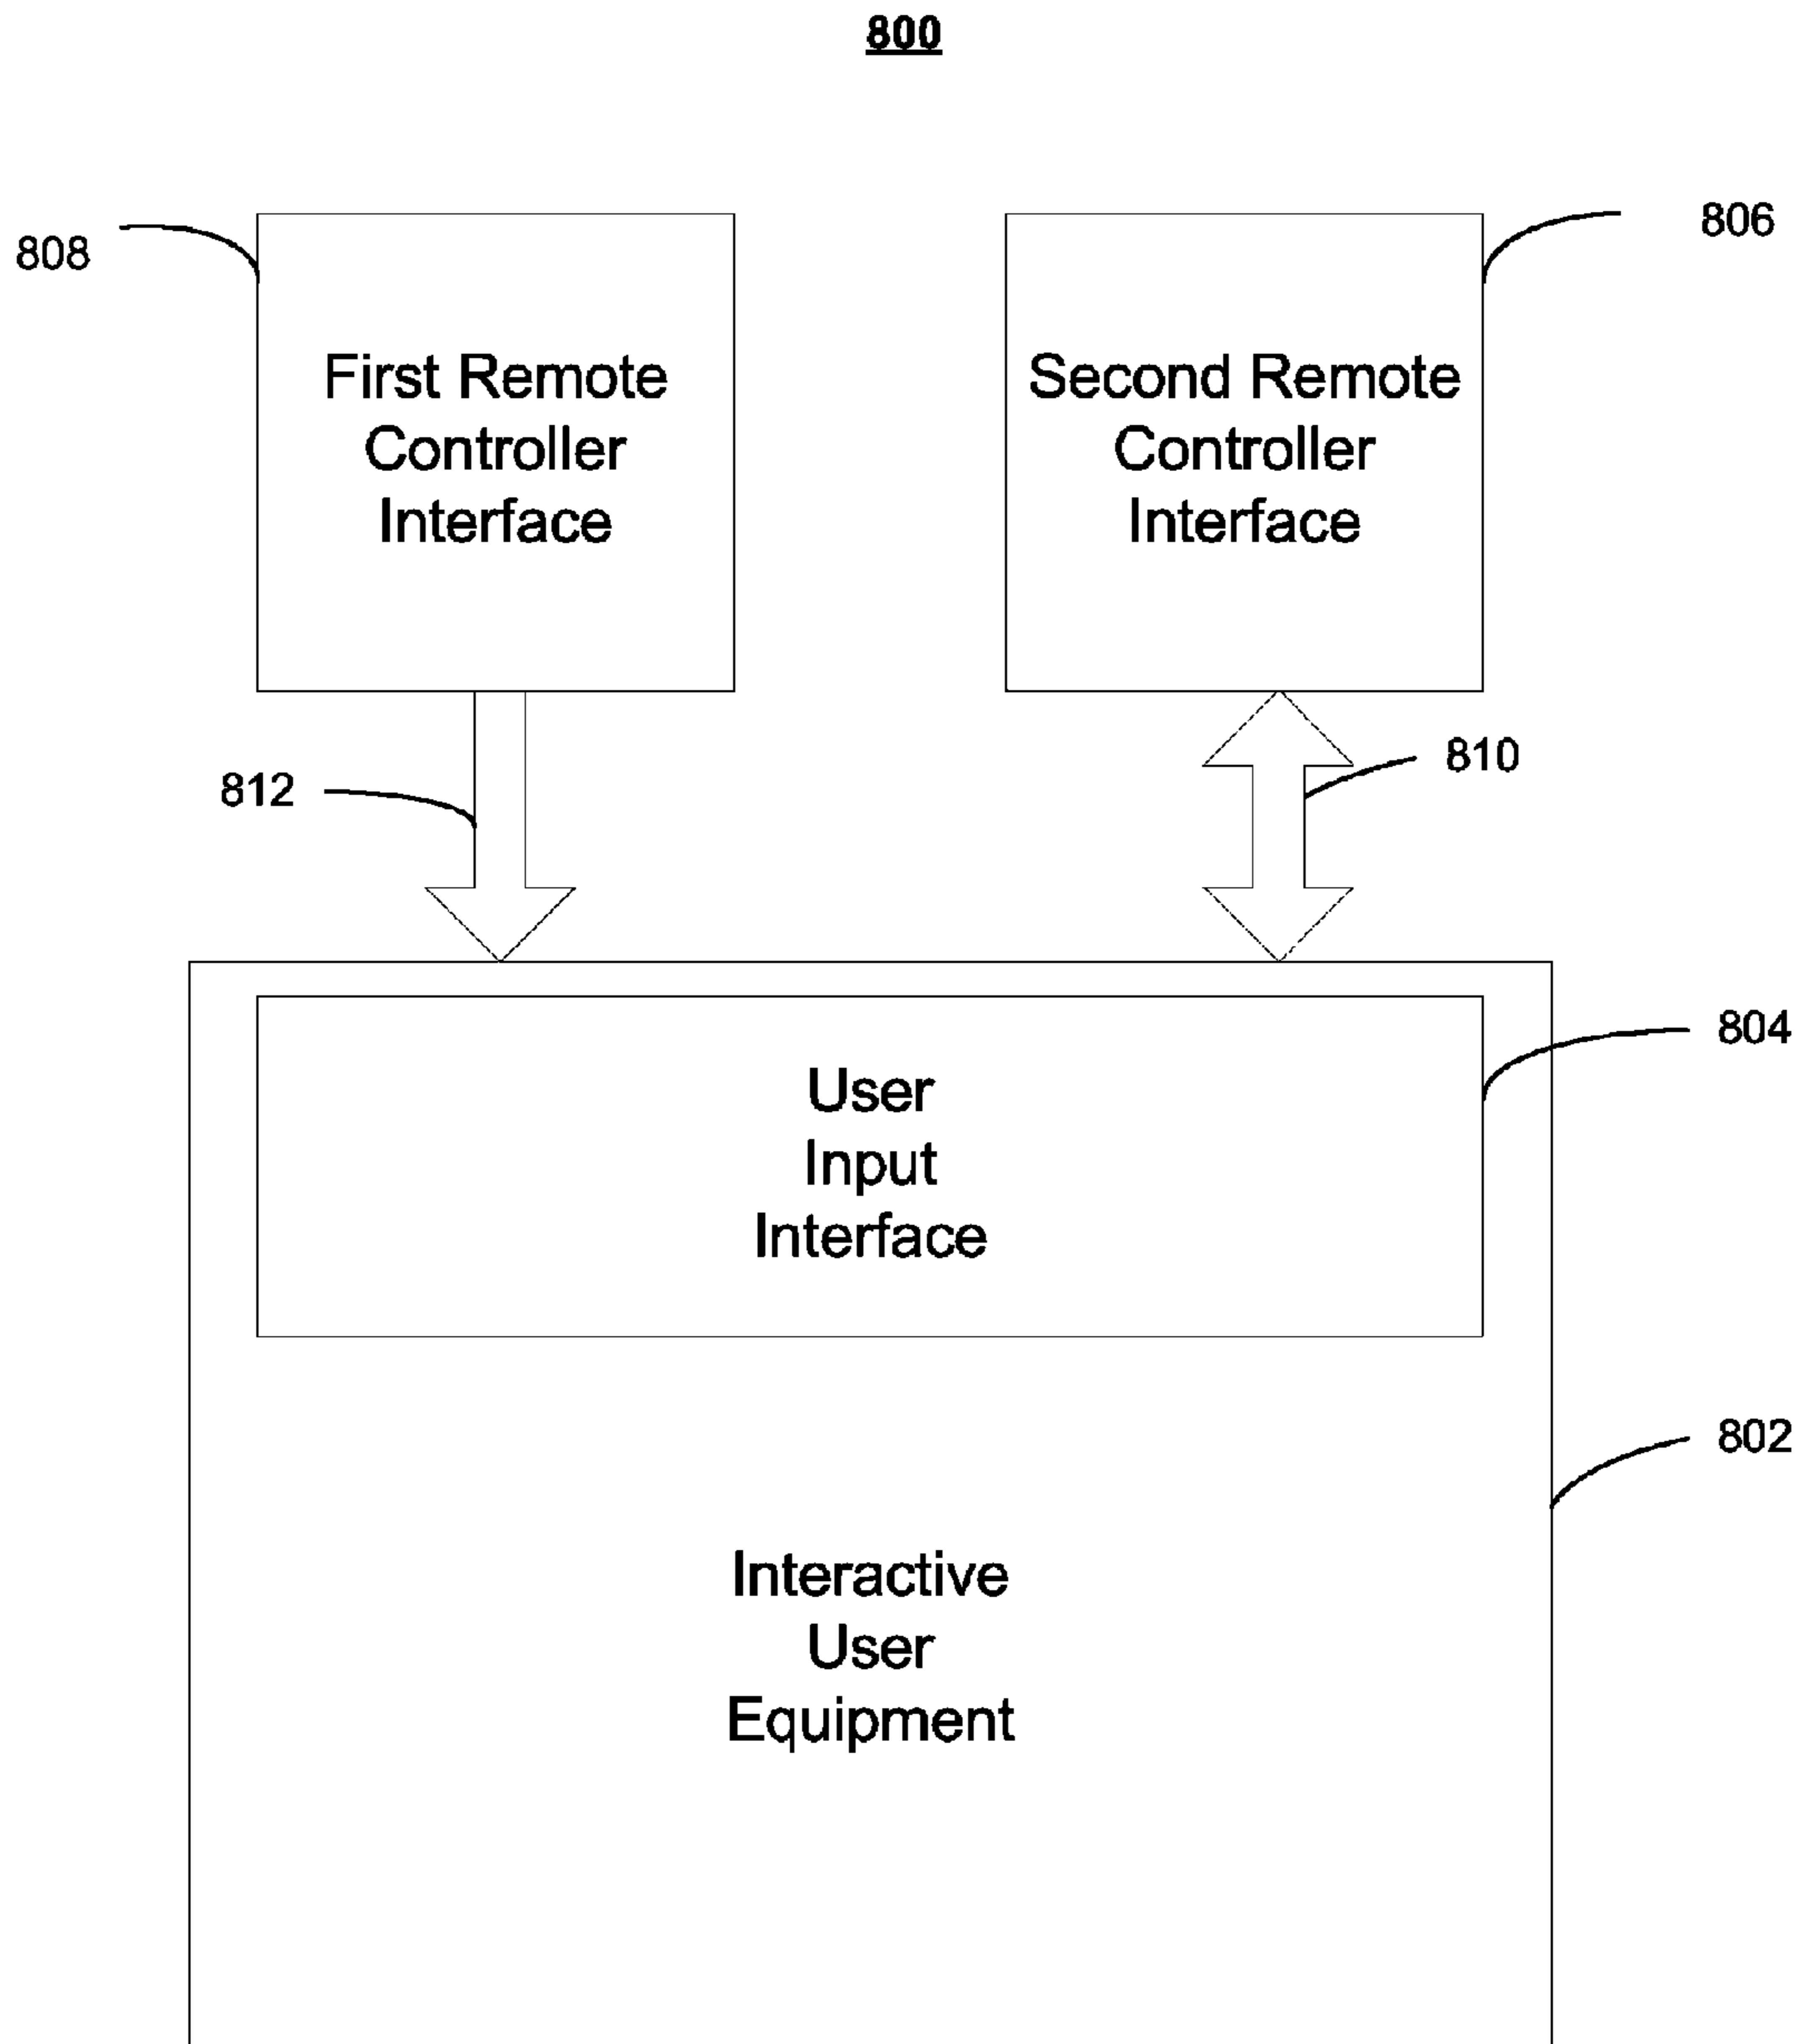 800
808
806
First Remote
Controller
Interface
Second Remote
Controller
Interface
812
810
804
User
Input
Interface
802
Interactive
User
Equipment